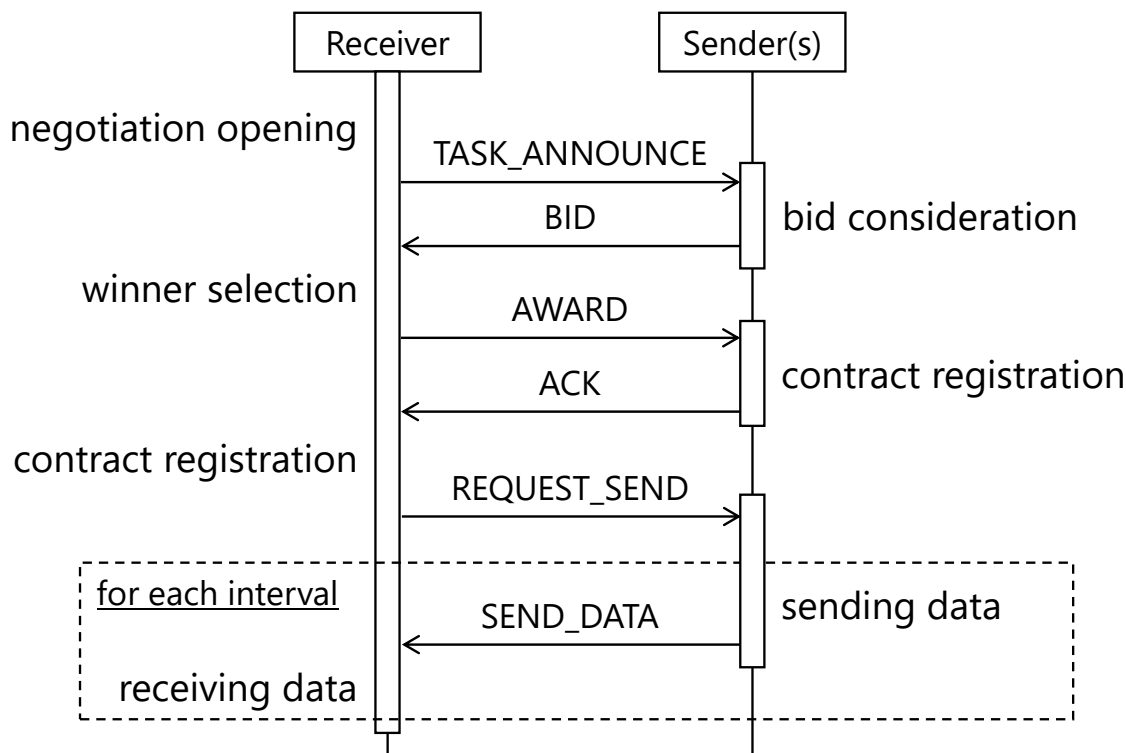 Receiver
Sender(s)
negotiation opening
TASK_ANNOUNCE
BID
bid consideration
winner selection
AWARD
ACK
contract registration
contract registration
REQUEST_SEND
for each interval
SEND_DATA
sending data
receiving data